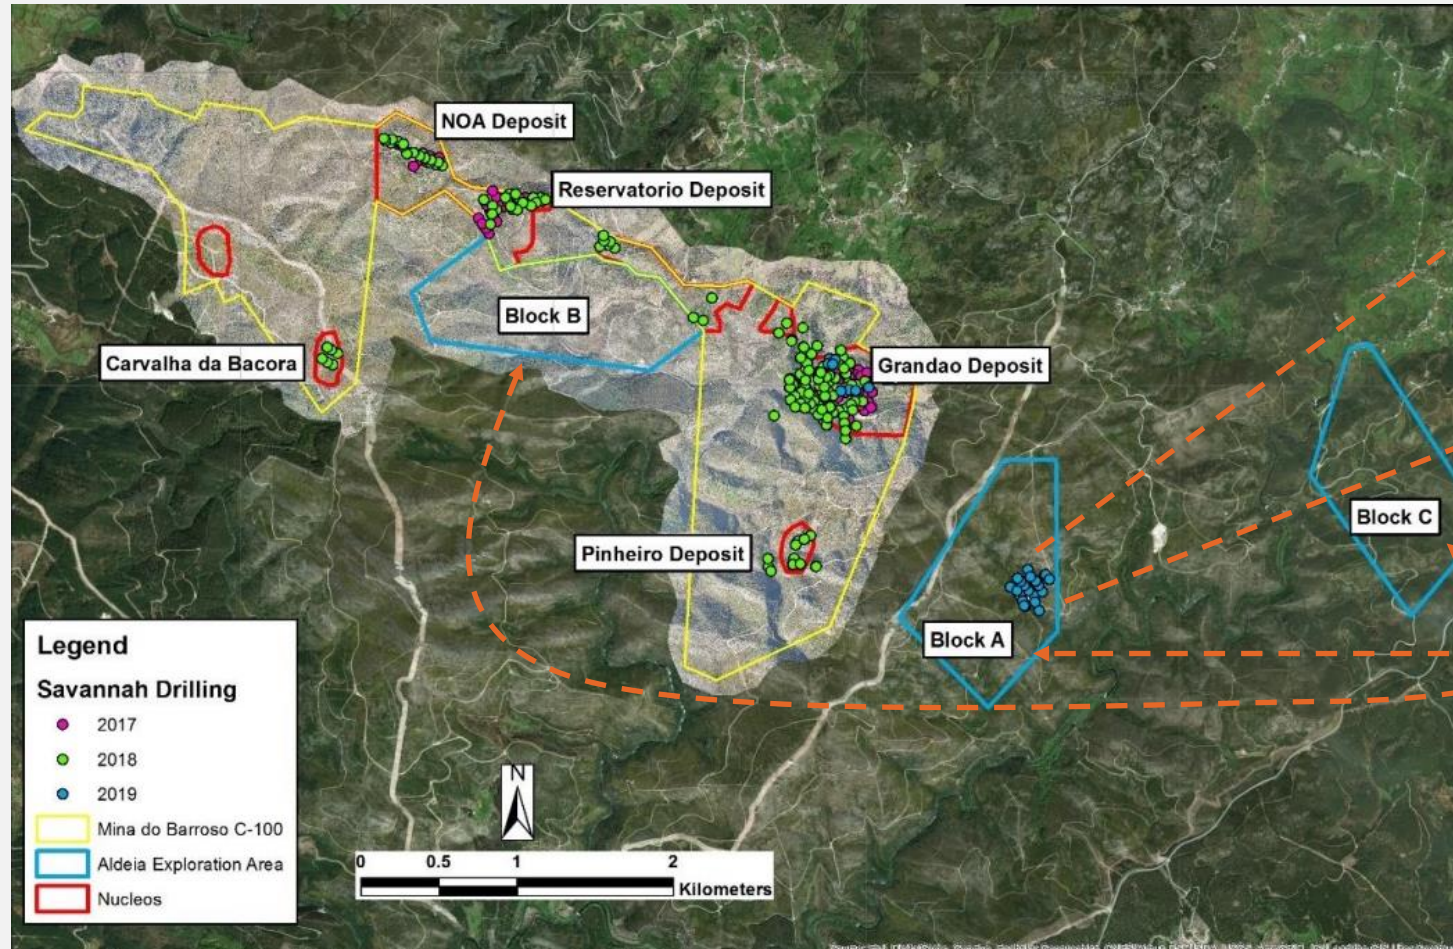 NOA Deposit
Reservatorio Deposit
Block B
Carvalha da Bacora
Grandao Deposit
Block C
Pinheiro Deposit
Block A
Legend
Savannah Drilling
2017
2018
2019
Mina do Barroso C-100
Aldeia Exploration Area
Nucleos
N
0 0.5 1 2
Kilometers